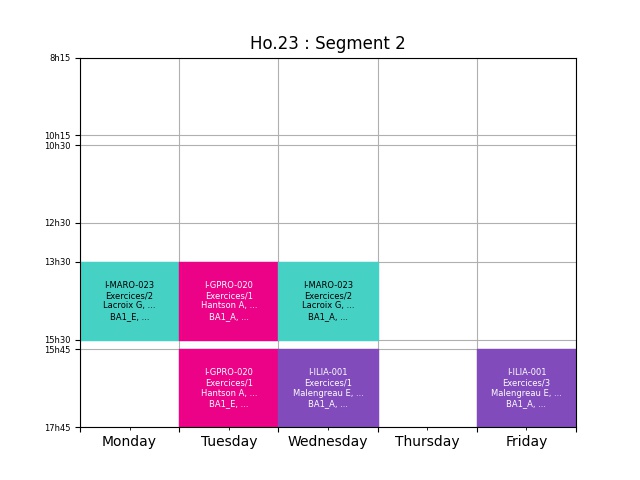 Ho.23 : Segment 2
8h15
10h15
10h30
12h30
13h30
I-MARO-023
Exercices/2
Lacroix G, ...
BA1_E, ...
I-GPRO-020
Exercices/1
Hantson A, ...
BA1_A, ...
I-MARO-023
Exercices/2
Lacroix G, ...
BA1_A, ...
15h30
15h45
I-GPRO-020
Exercices/1
Hantson A, ...
BA1_E, ...
I-ILIA-001
Exercices/1
Malengreau E, ...
BA1_A, ...
I-ILIA-001
Exercices/3
Malengreau E, ...
BA1_A, ...
17h45
Monday
Tuesday
Wednesday
Thursday
Friday